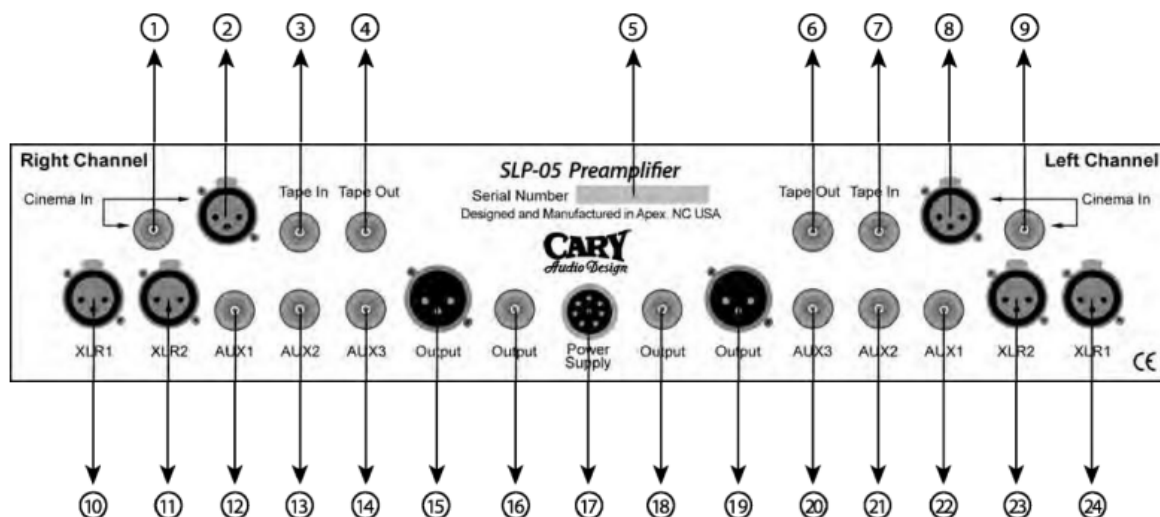 1 2 3 4 5 6 7 8 9
Right Channel SLP-05 Preamplifier Left Channel
Cinema In Tape In Tape Out Serial Number Tape Out Tape In Cinema In
Designed and Manufactured in Apex. NC USA
CARY
Audio Design
XLR1 XLR2 AUX1 AUX2 AUX3 Output Output Power Output Output AUX3 AUX2 AUX1 XLR2 XLR1
Supply CE
10 11 12 13 14 15 16 17 18 19 20 21 22 23 24